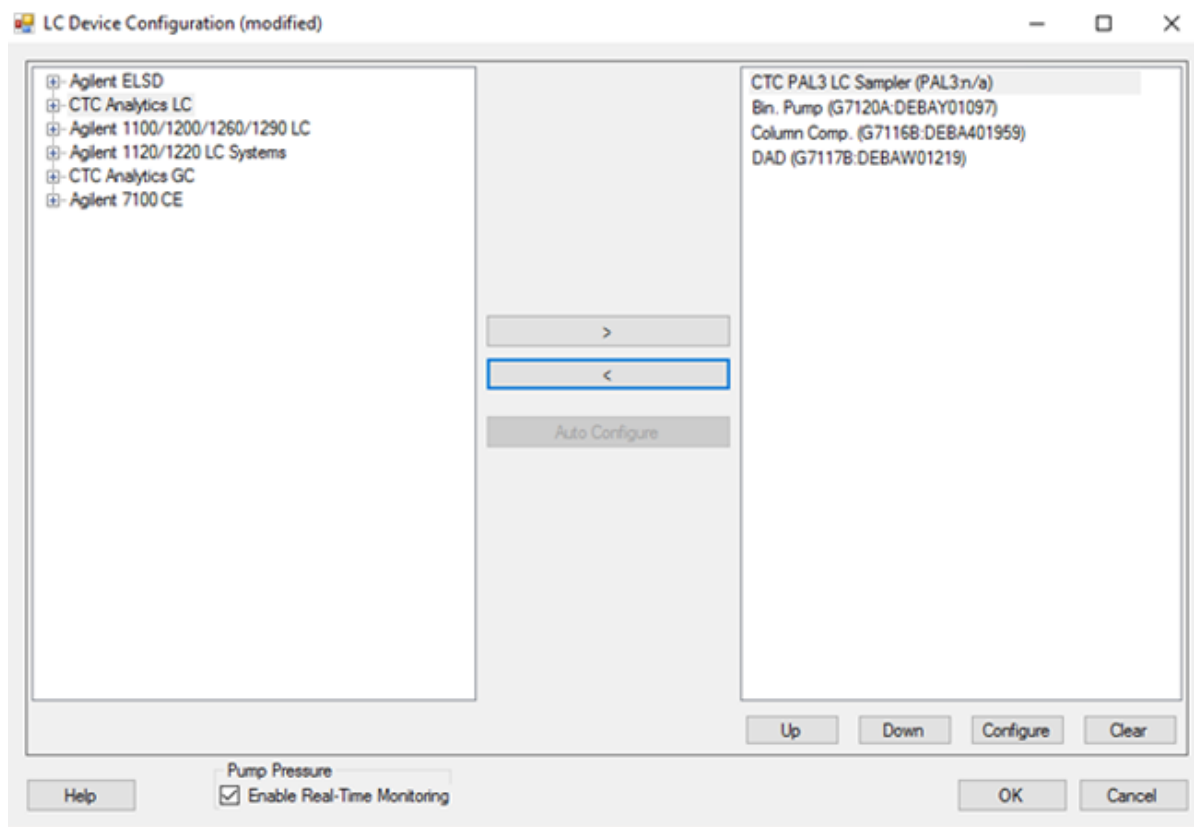 LC Device Configuration (modified)
Agilent ELSD
CTC Analytics LC
Agilent 1100/1200/1260/1290 LC
Agilent 1120/1220 LC Systems
CTC Analytics GC
Agilent 7100 CE
>
<
Auto Configure
CTC PAL3 LC Sampler (PAL3:n/a)
Bin. Pump (G7120A:DEBAY01097)
Column Comp. (G7116B:DEBA401959)
DAD (G7117B:DEBAW01219)
Up Down Configure Clear
Help
Pump Pressure
Enable Real-Time Monitoring
OK Cancel